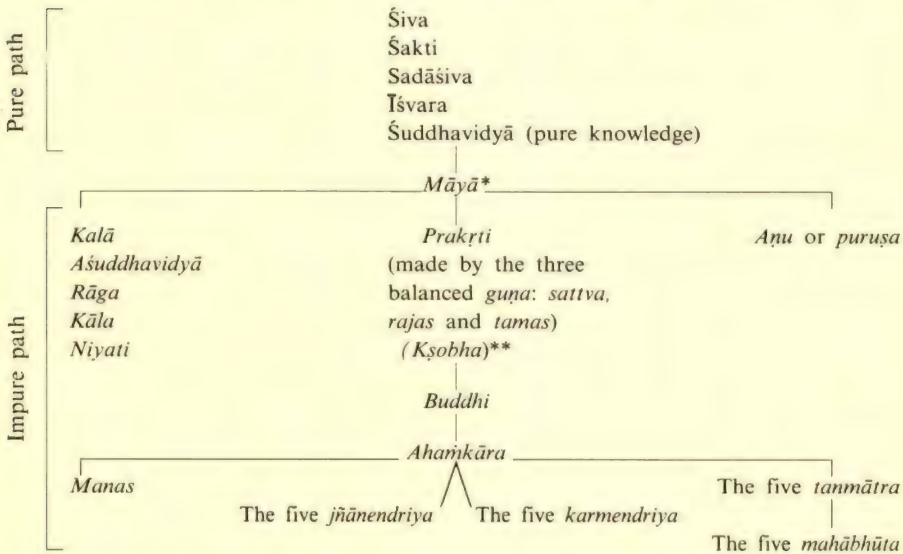 Pure path
Śiva
Śakti
Sadāśiva
Īśvara
Śuddhavidyā (pure knowledge)
Māyā*
Impure path
Kalā
Aśuddhavidyā
Rāga
Kāla
Niyati
Prakṛti
(made by the three
balanced guṇa: sattva,
rajas and tamas)
(Kṣobha)**
Aṇu or puruṣa
Buddhi
Ahaṁkāra
Manas
The five jñānendriya
The five karmendriya
The five tanmātra
The five mahābhūta